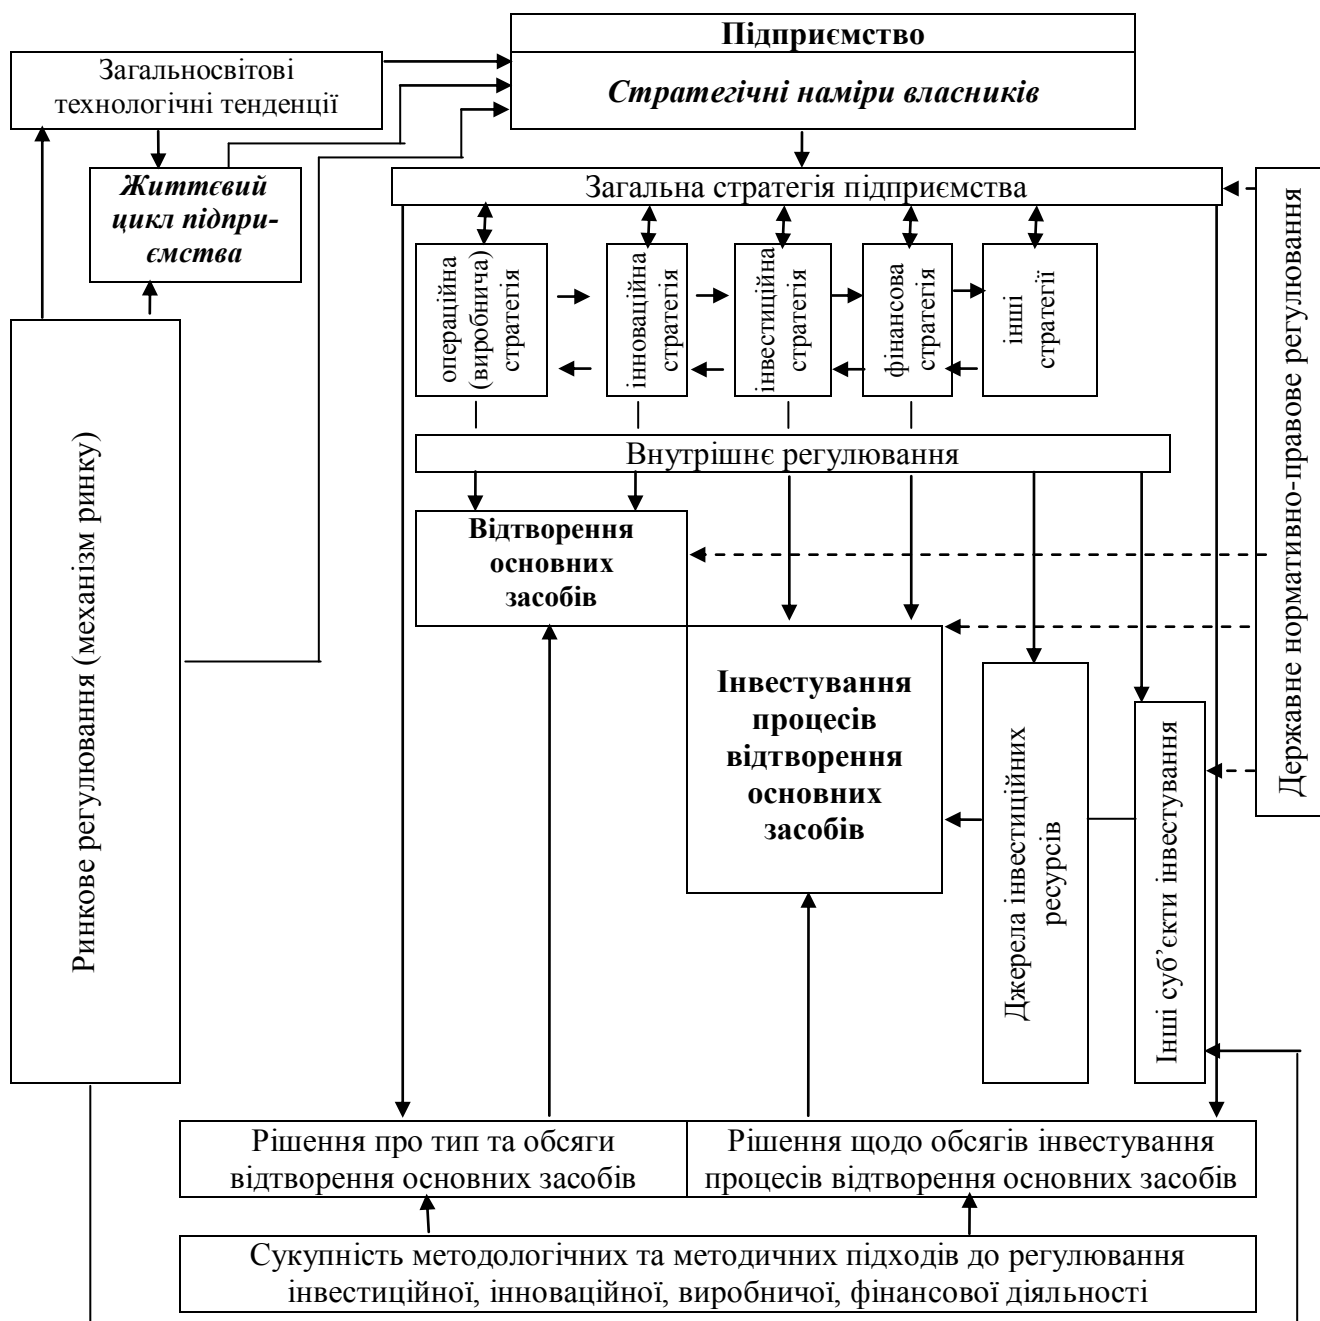 Підприємство
Стратегічні наміри власників
Загальносвітові
технологічні тенденції
Життєвий
цикл підпри-
ємства
Загальна стратегія підприємства
операційна
(виробнича)
стратегія
інноваційна
стратегія
інвестиційна
стратегія
фінансова
стратегія
інші
стратегії
Державне нормативно-правове регулювання
Ринкове регулювання (механізм ринку)
Внутрішнє регулювання
Відтворення
основних
засобів
Інвестування
процесів
відтворення
основних
засобів
Джерела інвестиційних
ресурсів
Інші суб’єкти інвестування
Рішення про тип та обсяги
відтворення основних засобів
Рішення щодо обсягів інвестування
процесів відтворення основних засобів
Сукупність методологічних та методичних підходів до регулювання
інвестиційної, інноваційної, виробничої, фінансової діяльності